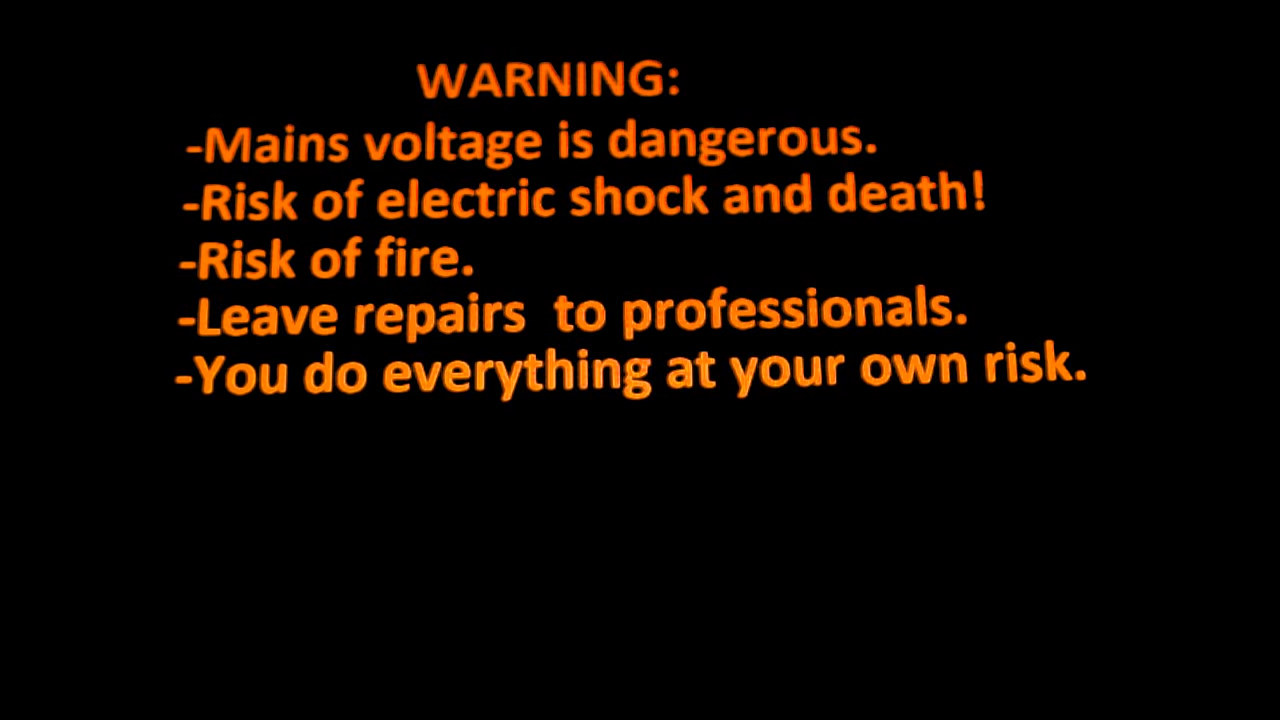 WARNING:
-Mains voltage is dangerous.
-Risk of electric shock and death!
-Risk of fire.
-Leave repairs  to professionals.
-You do everything at your own risk.